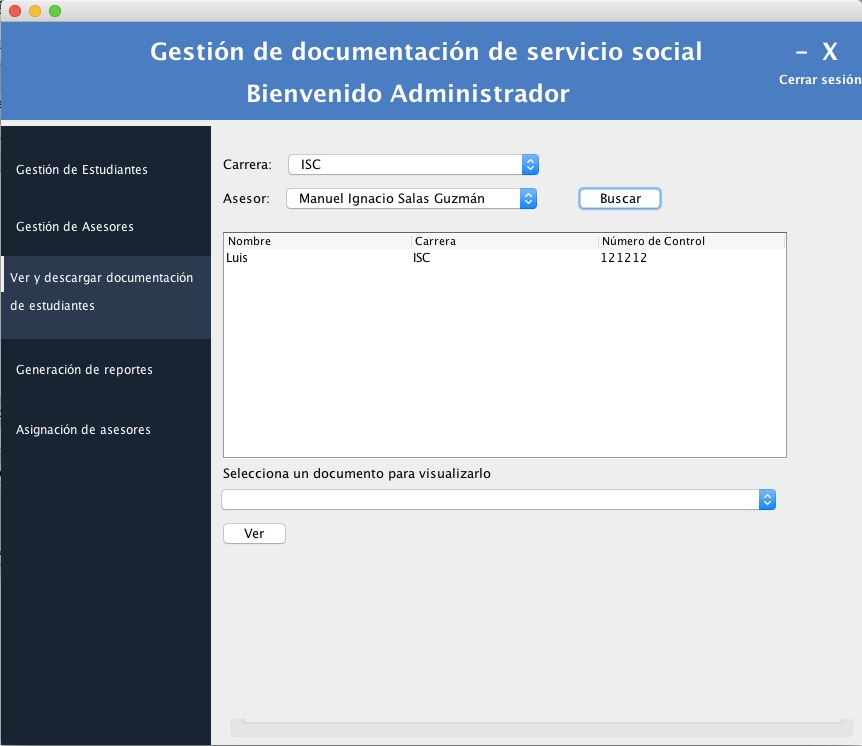 Gestión de documentación de servicio social
– X
Bienvenido Administrador
Cerrar sesión
Gestión de Estudiantes
Gestión de Asesores
Ver y descargar documentación
de estudiantes
Generación de reportes
Asignación de asesores
Carrera: ISC
Asesor: Manuel Ignacio Salas Guzmán Buscar
Nombre Carrera Número de Control
Luis ISC 121212
Selecciona un documento para visualizarlo
Ver